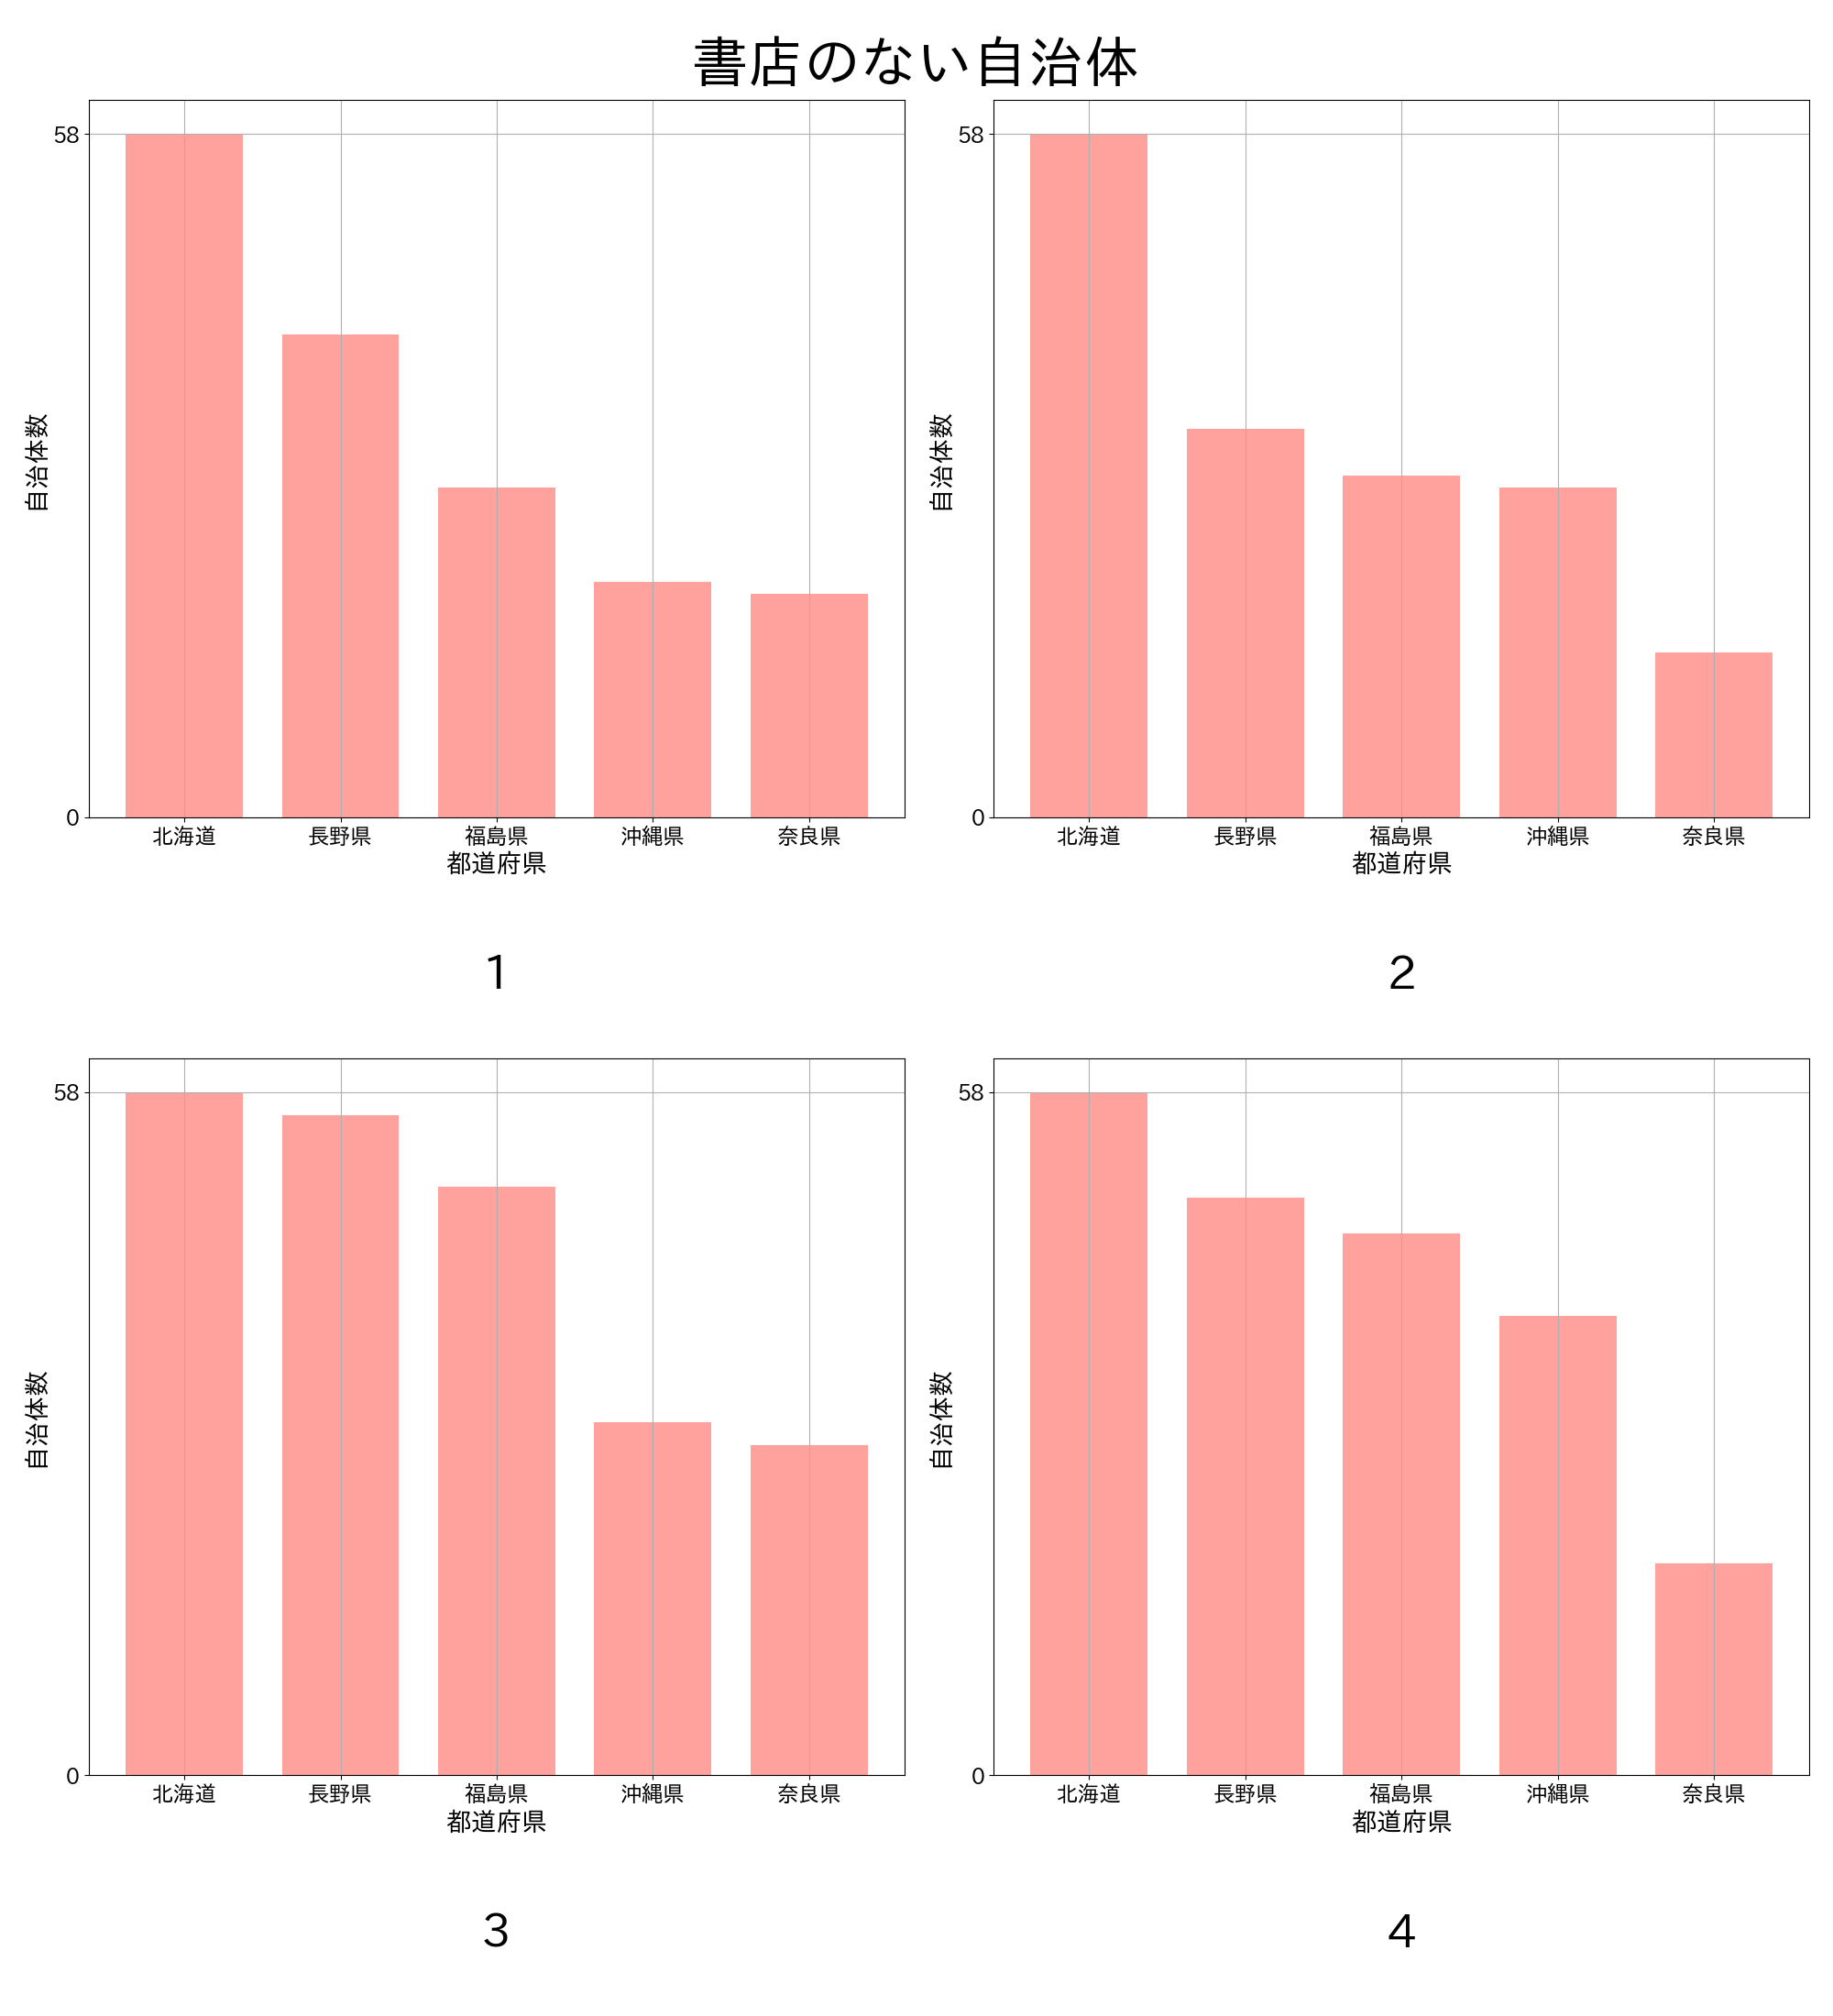 書店のない自治体
58
0
自治体数
北海道 長野県 福島県 沖縄県 奈良県
都道府県
1
58
0
自治体数
北海道 長野県 福島県 沖縄県 奈良県
都道府県
2
58
0
自治体数
北海道 長野県 福島県 沖縄県 奈良県
都道府県
3
58
0
自治体数
北海道 長野県 福島県 沖縄県 奈良県
都道府県
4